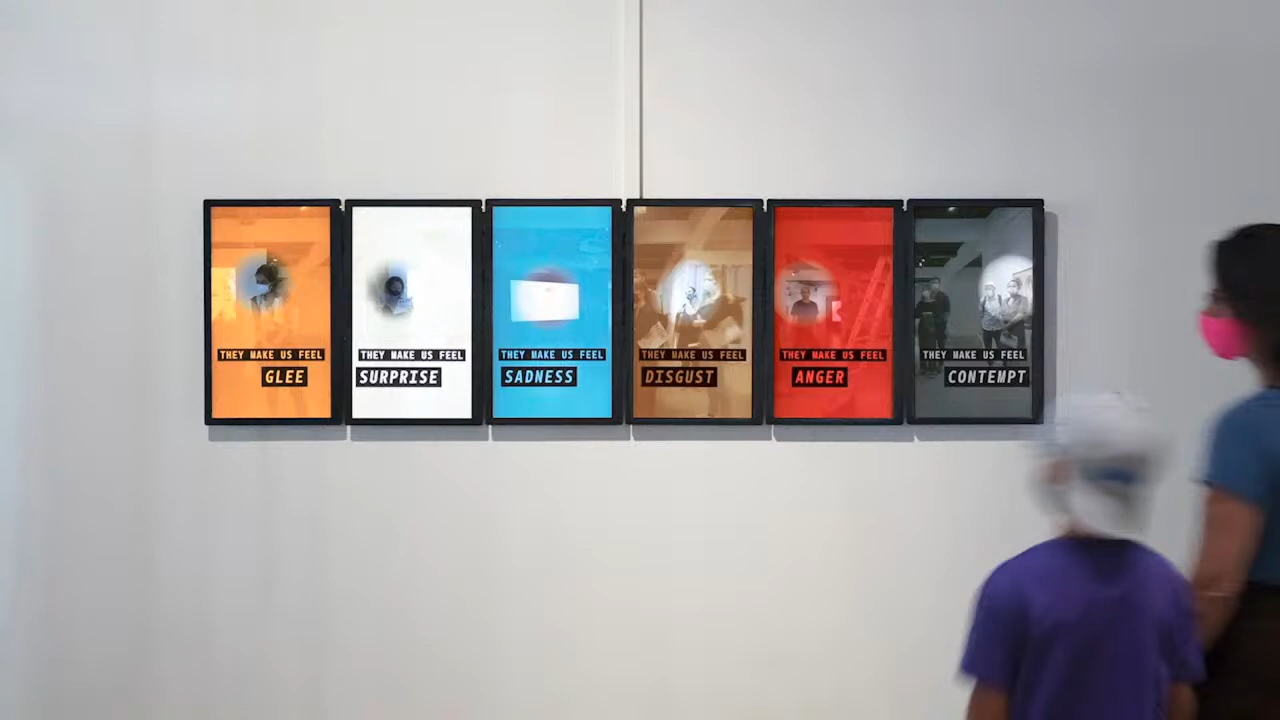 THEY MAKE US FEEL
GLEE
THEY MAKE US FEEL
SURPRISE
THEY MAKE US FEEL
SADNESS
THEY MAKE US FEEL
DISGUST
THEY MAKE US FEEL
ANGER
THEY MAKE US FEEL
CONTEMPT